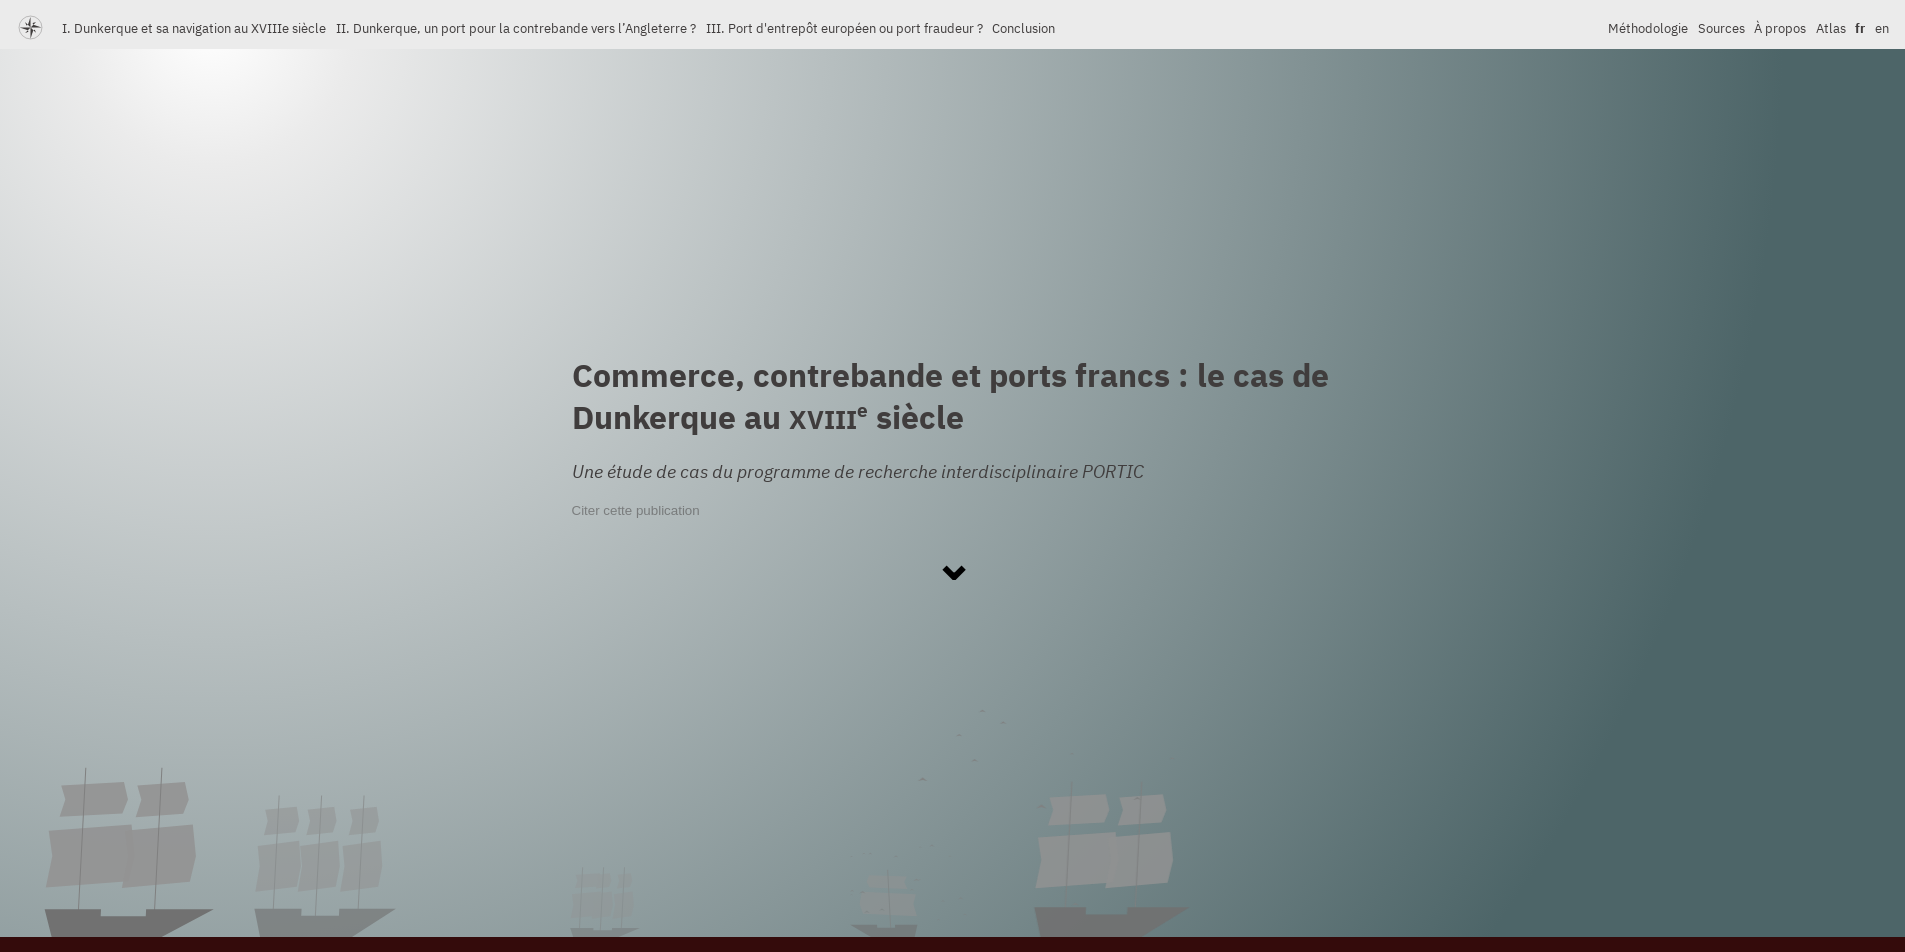 I. Dunkerque et sa navigation au XVIIIe siècle II. Dunkerque, un port pour la contrebande vers l’Angleterre ? III. Port d'entrepôt européen ou port fraudeur ? Conclusion Méthodologie Sources À propos Atlas fr en
Commerce, contrebande et ports francs : le cas de
Dunkerque au XVIIIe siècle
Une étude de cas du programme de recherche interdisciplinaire PORTIC
Citer cette publication